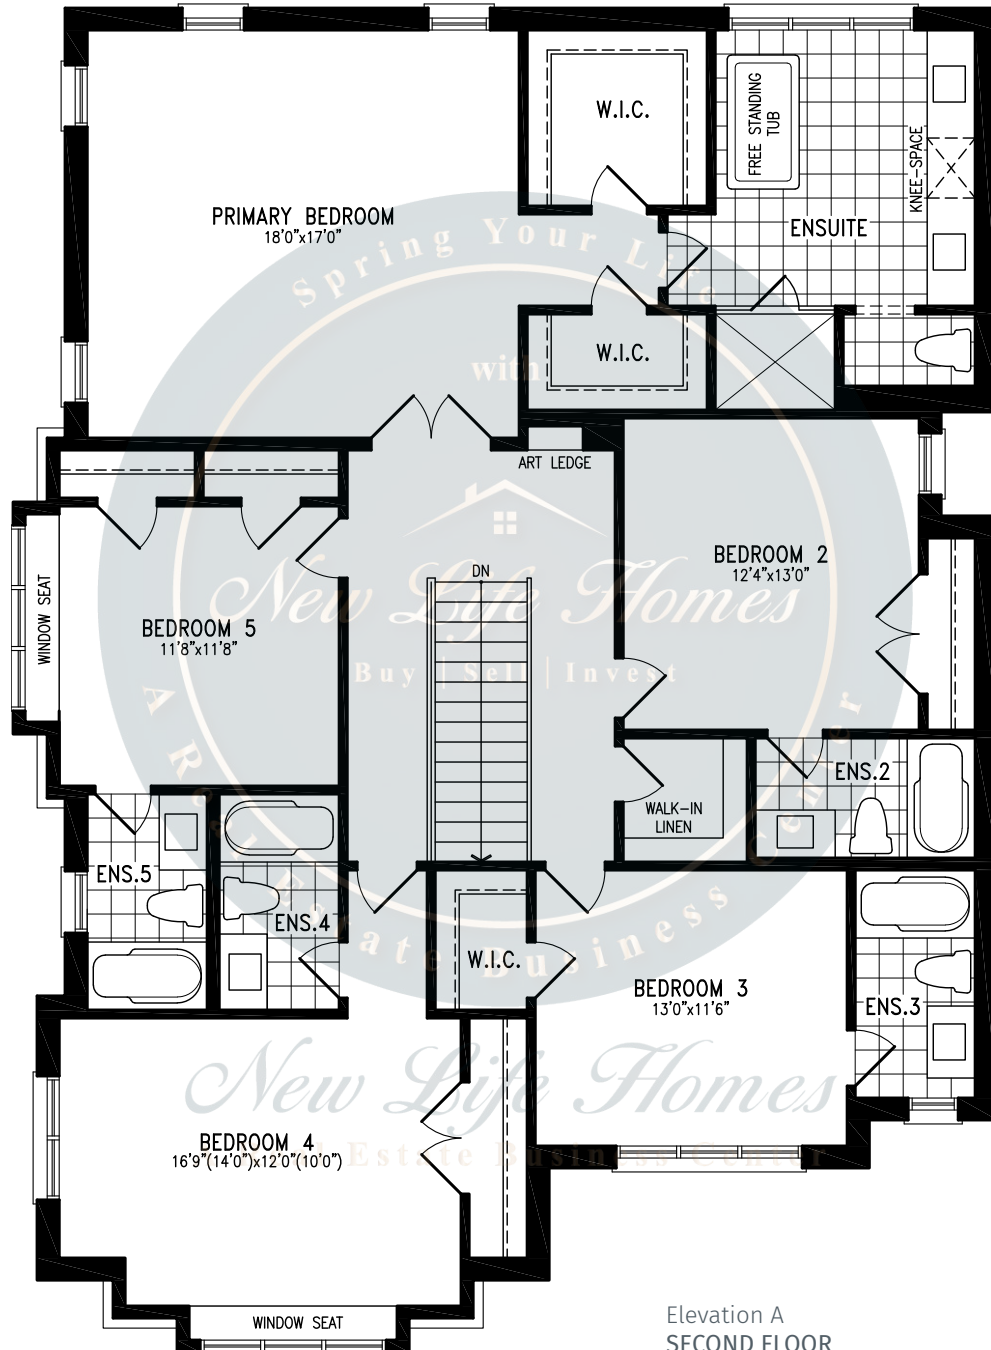 W.I.C.
FREE STANDING
TUB
KNEE-SPACE
PRIMARY BEDROOM
18'0"x17'0"
ENSUITE
Spring Your Life
with
W.I.C.
ART LEDGE
BEDROOM 2
12'4"x13'0"
DN
WINDOW SEAT
New Life Homes
BEDROOM 5
11'8"x11'8"
Buy | Sell | Invest
A Real Estate Business Center
ENS.2
WALK-IN
LINEN
ENS.5
ENS.4
W.I.C.
BEDROOM 3
13'0"x11'6"
ENS.3
New Life Homes
BEDROOM 4
16'9"(14'0")x12'0"(10'0")
Estate Business Center
WINDOW SEAT
Elevation A
SECOND FLOOR